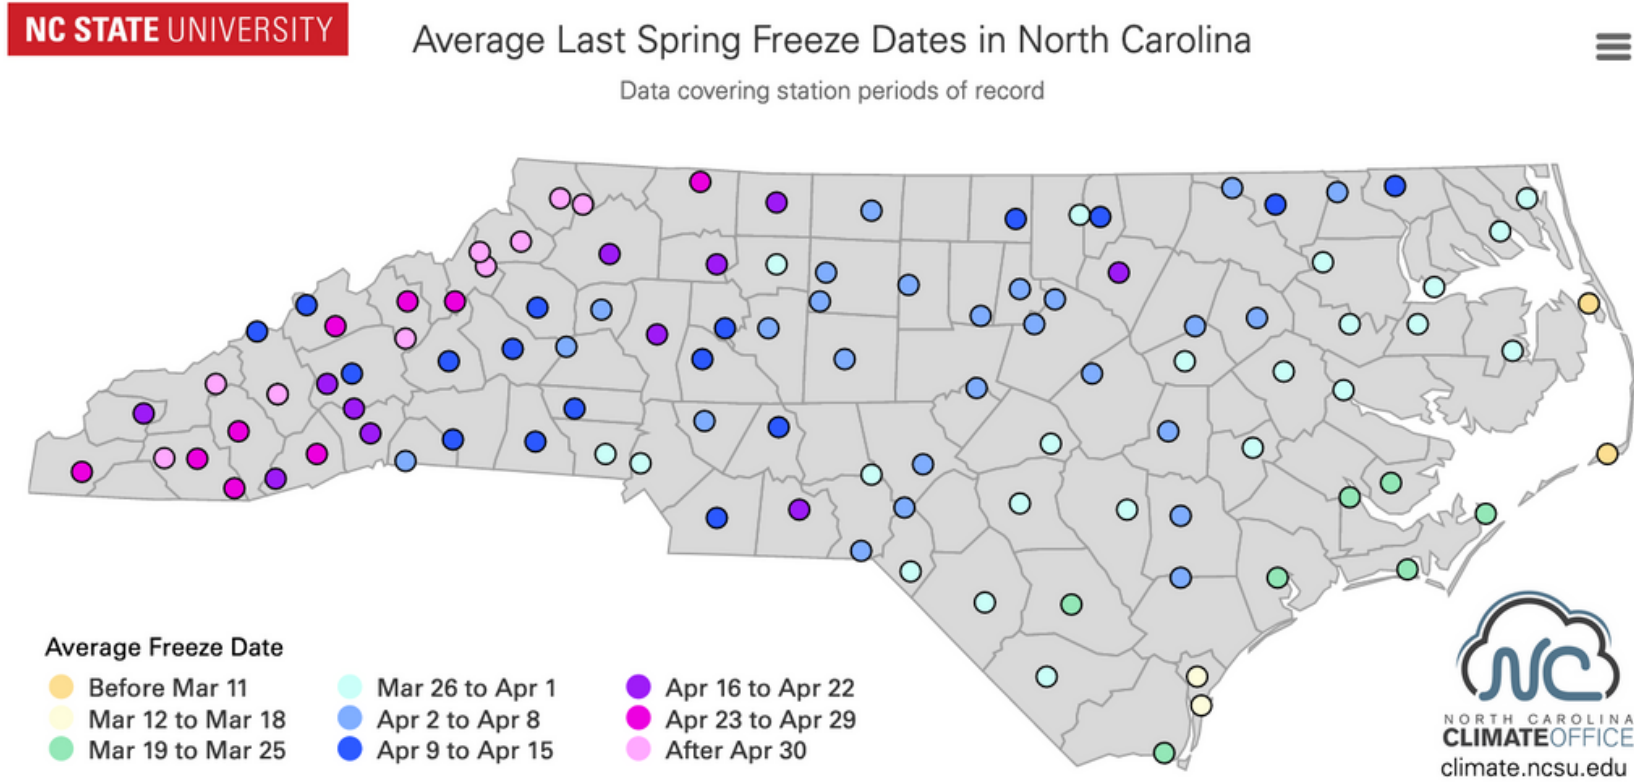 NC STATE UNIVERSITY
Average Last Spring Freeze Dates in North Carolina
Data covering station periods of record
Average Freeze Date
Before Mar 11
Mar 12 to Mar 18
Mar 19 to Mar 25
Mar 26 to Apr 1
Apr 2 to Apr 8
Apr 9 to Apr 15
Apr 16 to Apr 22
Apr 23 to Apr 29
After Apr 30
NC
NORTH CAROLINA
CLIMATEOFFICE
climate.ncsu.edu